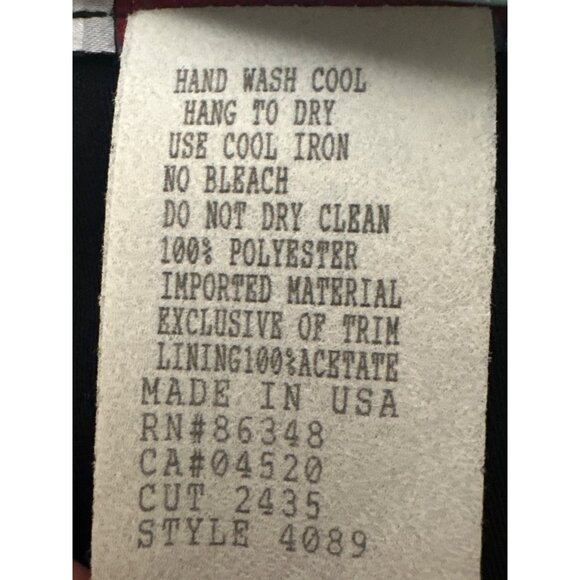 HAND WASH COOL
HANG TO DRY
USE COOL IRON
NO BLEACH
DO NOT DRY CLEAN
100% POLYESTER
IMPORTED MATERIAL
EXCLUSIVE OF TRIM
LINING100%ACETATE
MADE IN USA
RN#86348
CA#04520
CUT 2435
STYLE 4089